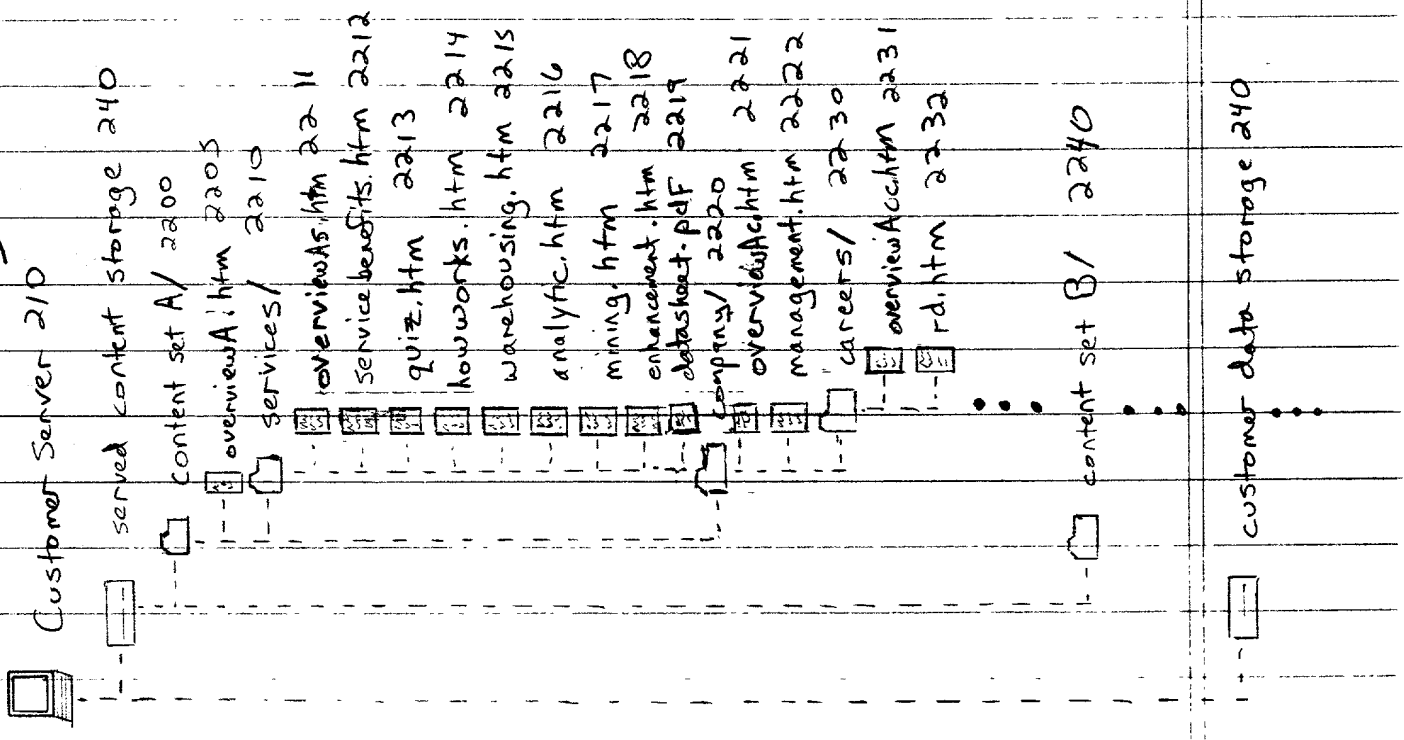 Customer Server 210
served content storage 240
content set A/ 2200
overviewA.htm 2205
services/ 2210
overviewAs.htm 2211
servicebenefits.htm 2212
quiz.htm 2213
howworks.htm 2214
warehousing.htm 2215
analytic.htm 2216
mining.htm 2217
enhancement.htm 2218
datasheet.pdf 2219
company/ 2220
overviewAc.htm 2221
management.htm 2222
careers/ 2230
overviewAcc.htm 2231
rd.htm 2232
content set B/ 2240
customer data storage 240